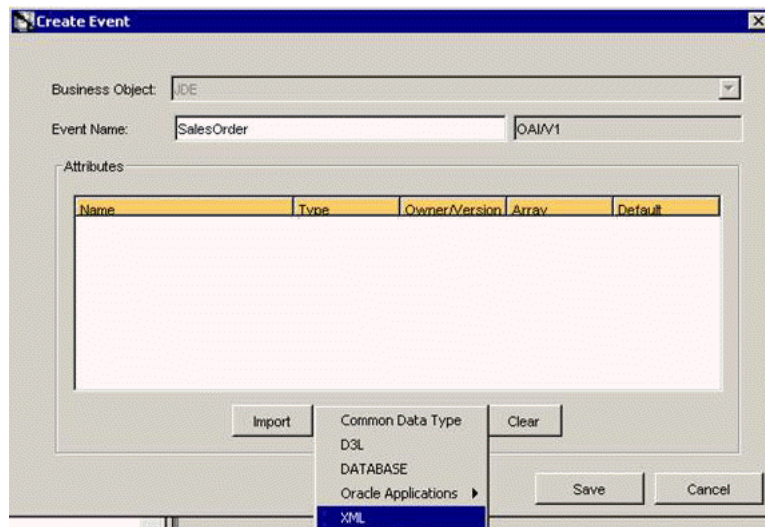 Create Event
Business Object: JDE
Event Name: SalesOrder OAI/V1
Attributes
Name Type Owner/Version Array Default
Import Common Data Type Clear
D3L
DATABASE
Oracle Applications
Save Cancel
XML